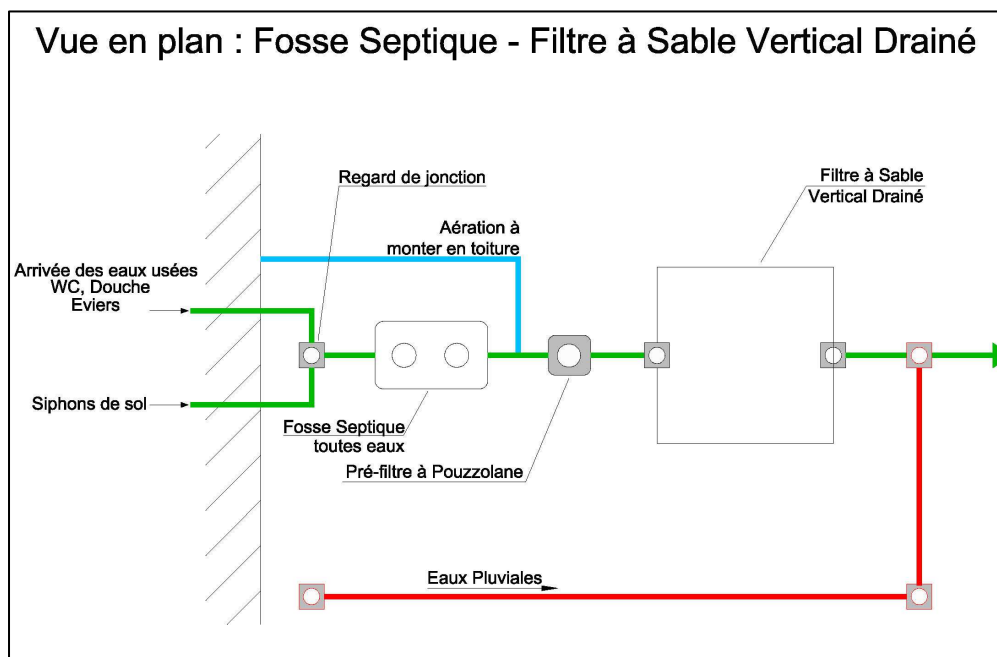 Vue en plan : Fosse Septique - Filtre à Sable Vertical Drainé
Regard de jonction
Filtre à Sable
Vertical Drainé
Aération à
monter en toiture
Arrivée des eaux usées
WC, Douche
Eviers
Siphons de sol
Fosse Septique
toutes eaux
Pré-filtre à Pouzzolane
Eaux Pluviales